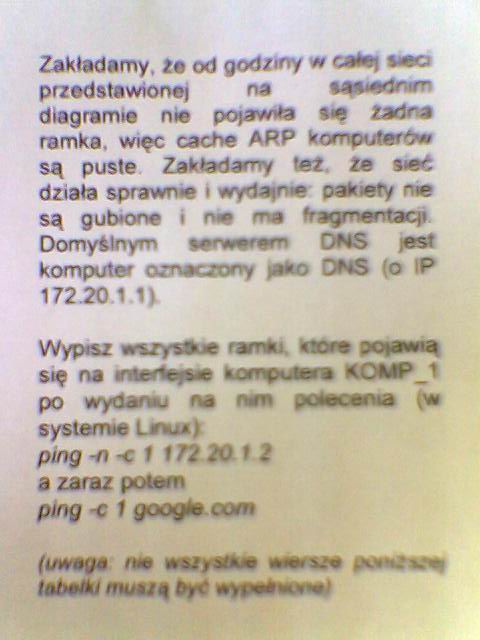 Zakładamy, że od godziny w całej sieci
przedstawionej na sąsiednim
diagramie nie pojawiła się żadna
ramka, więc cache ARP komputerów
są puste. Zakładamy też, że sieć
działa sprawnie i wydajnie: pakiety nie
są gubione i nie ma fragmentacji.
Domyślnym serwerem DNS jest
komputer oznaczony jako DNS (o IP
172.20.1.1).
Wypisz wszystkie ramki, które pojawią
się na interfejsie komputera KOMP_1
po wydaniu na nim polecenia (w
systemie Linux):
ping -n -c 1 172.20.1.2
a zaraz potem
ping -c 1 google.com
(uwaga: nie wszystkie wiersze poniższej
tabelki muszą być wypełnione)